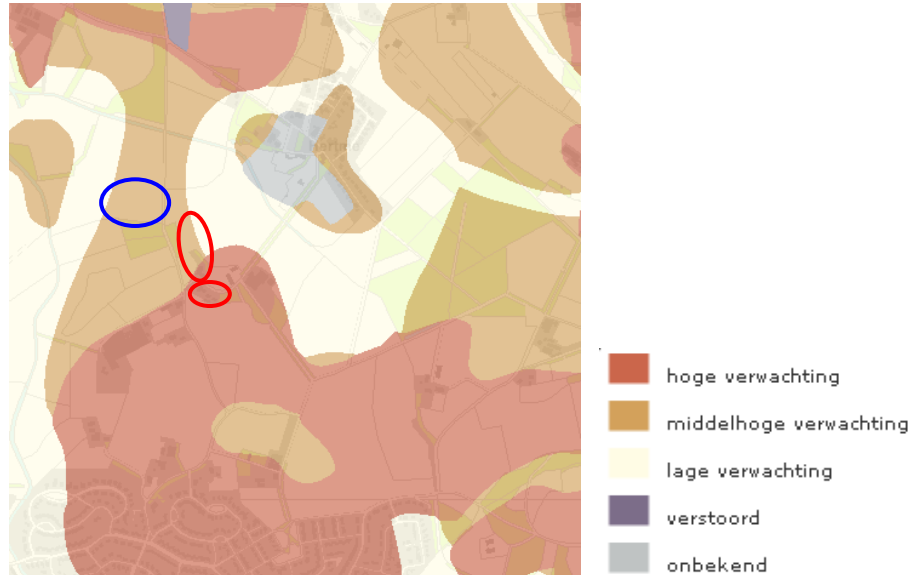 hoge verwachting
middelhoge verwachting
lage verwachting
verstoord
onbekend